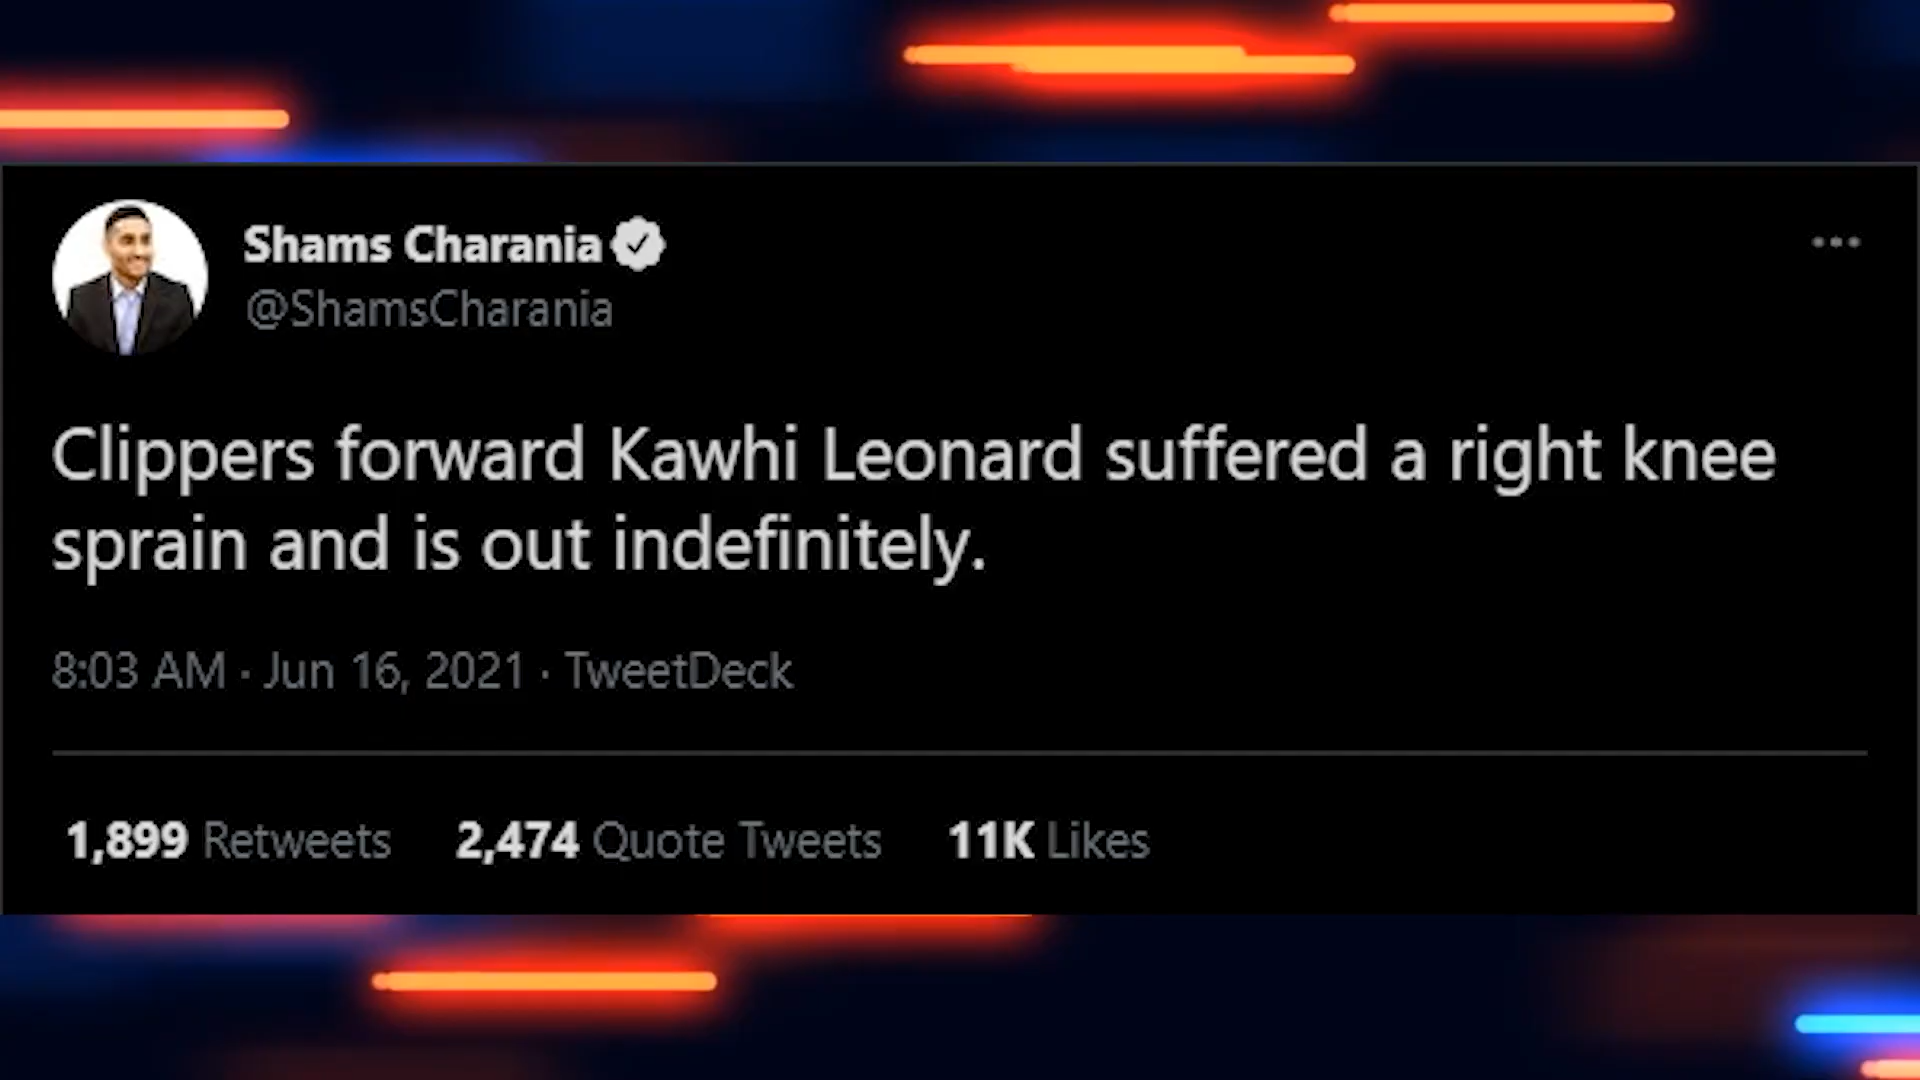 Shams Charania
@ShamsCharania
Clippers forward Kawhi Leonard suffered a right knee
sprain and is out indefinitely.
8:03 AM · Jun 16, 2021 · TweetDeck
1,899 Retweets 2,474 Quote Tweets 11K Likes